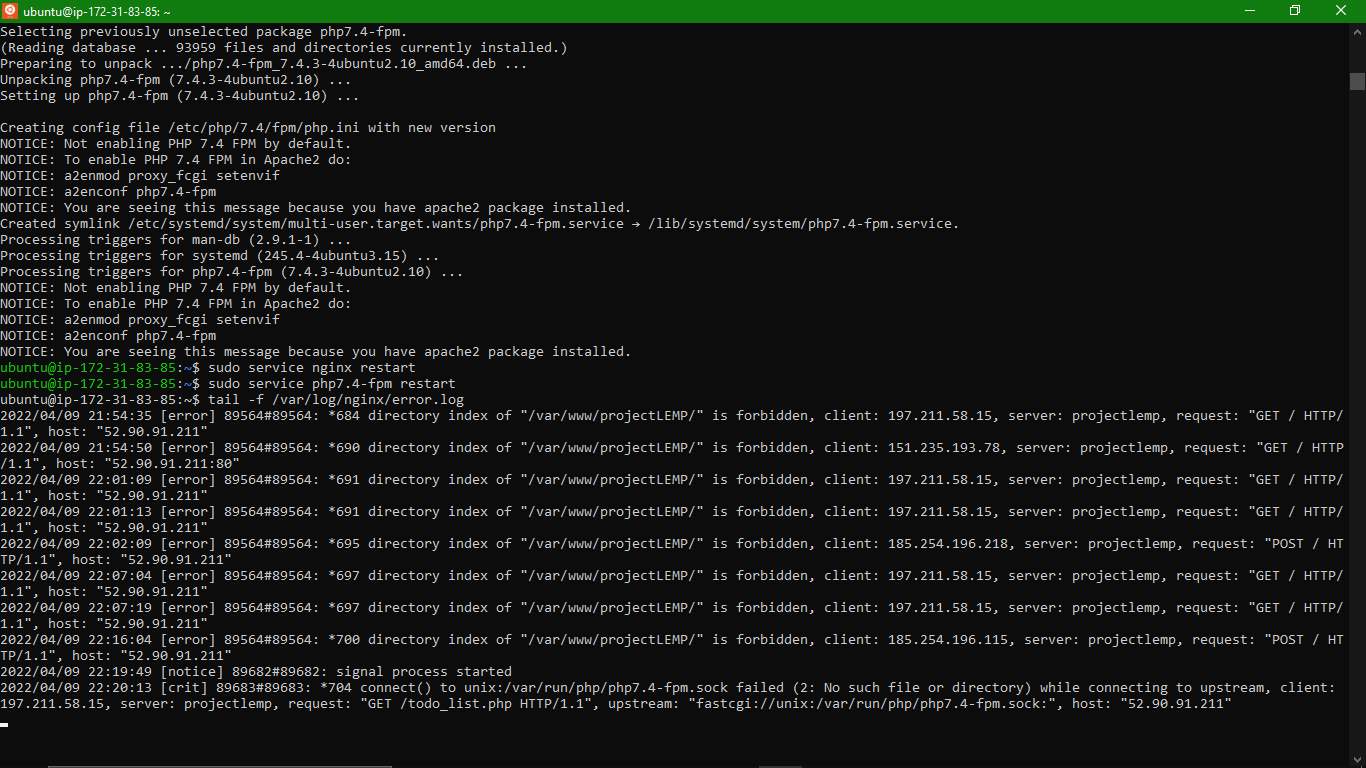 ubuntu@ip-172-31-83-85: ~
Selecting previously unselected package php7.4-fpm.
(Reading database ... 93959 files and directories currently installed.)
Preparing to unpack .../php7.4-fpm_7.4.3-4ubuntu2.10_amd64.deb ...
Unpacking php7.4-fpm (7.4.3-4ubuntu2.10) ...
Setting up php7.4-fpm (7.4.3-4ubuntu2.10) ...

Creating config file /etc/php/7.4/fpm/php.ini with new version
NOTICE: Not enabling PHP 7.4 FPM by default.
NOTICE: To enable PHP 7.4 FPM in Apache2 do:
NOTICE: a2enmod proxy_fcgi setenvif
NOTICE: a2enconf php7.4-fpm
NOTICE: You are seeing this message because you have apache2 package installed.
Created symlink /etc/systemd/system/multi-user.target.wants/php7.4-fpm.service → /lib/systemd/system/php7.4-fpm.service.
Processing triggers for man-db (2.9.1-1) ...
Processing triggers for systemd (245.4-4ubuntu3.15) ...
Processing triggers for php7.4-fpm (7.4.3-4ubuntu2.10) ...
NOTICE: Not enabling PHP 7.4 FPM by default.
NOTICE: To enable PHP 7.4 FPM in Apache2 do:
NOTICE: a2enmod proxy_fcgi setenvif
NOTICE: a2enconf php7.4-fpm
NOTICE: You are seeing this message because you have apache2 package installed.
ubuntu@ip-172-31-83-85:~$ sudo service nginx restart
ubuntu@ip-172-31-83-85:~$ sudo service php7.4-fpm restart
ubuntu@ip-172-31-83-85:~$ tail -f /var/log/nginx/error.log
2022/04/09 21:54:35 [error] 89564#89564: *684 directory index of "/var/www/projectLEMP/" is forbidden, client: 197.211.58.15, server: projectlemp, request: "GET / HTTP/
1.1", host: "52.90.91.211"
2022/04/09 21:54:50 [error] 89564#89564: *690 directory index of "/var/www/projectLEMP/" is forbidden, client: 151.235.193.78, server: projectlemp, request: "GET / HTTP
/1.1", host: "52.90.91.211:80"
2022/04/09 22:01:09 [error] 89564#89564: *691 directory index of "/var/www/projectLEMP/" is forbidden, client: 197.211.58.15, server: projectlemp, request: "GET / HTTP/
1.1", host: "52.90.91.211"
2022/04/09 22:01:13 [error] 89564#89564: *691 directory index of "/var/www/projectLEMP/" is forbidden, client: 197.211.58.15, server: projectlemp, request: "GET / HTTP/
1.1", host: "52.90.91.211"
2022/04/09 22:02:09 [error] 89564#89564: *695 directory index of "/var/www/projectLEMP/" is forbidden, client: 185.254.196.218, server: projectlemp, request: "POST / HT
TP/1.1", host: "52.90.91.211"
2022/04/09 22:07:04 [error] 89564#89564: *697 directory index of "/var/www/projectLEMP/" is forbidden, client: 197.211.58.15, server: projectlemp, request: "GET / HTTP/
1.1", host: "52.90.91.211"
2022/04/09 22:07:19 [error] 89564#89564: *697 directory index of "/var/www/projectLEMP/" is forbidden, client: 197.211.58.15, server: projectlemp, request: "GET / HTTP/
1.1", host: "52.90.91.211"
2022/04/09 22:16:04 [error] 89564#89564: *700 directory index of "/var/www/projectLEMP/" is forbidden, client: 185.254.196.115, server: projectlemp, request: "POST / HT
TP/1.1", host: "52.90.91.211"
2022/04/09 22:19:49 [notice] 89682#89682: signal process started
2022/04/09 22:20:13 [crit] 89683#89683: *704 connect() to unix:/var/run/php/php7.4-fpm.sock failed (2: No such file or directory) while connecting to upstream, client:
197.211.58.15, server: projectlemp, request: "GET /todo_list.php HTTP/1.1", upstream: "fastcgi://unix:/var/run/php/php7.4-fpm.sock:", host: "52.90.91.211"